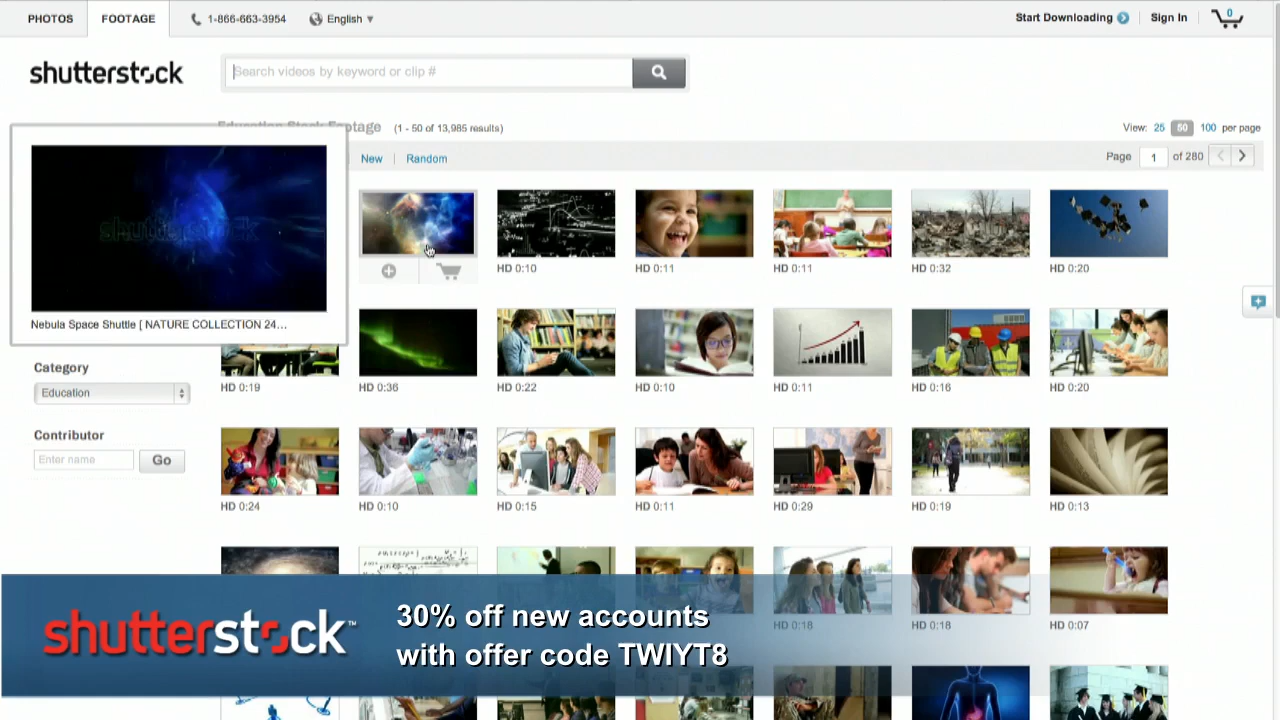 PHOTOS
FOOTAGE
1-866-663-3954
English
Start Downloading
Sign In
0
shutterstock
Search videos by keyword or clip #
Education Stock Footage (1 - 50 of 13,985 results)
View: 25 50 100 per page
New | Random
Page 1 of 280
shutterstock
Nebula Space Shuttle [ NATURE COLLECTION 24...
HD 0:10
HD 0:11
HD 0:11
HD 0:32
HD 0:20
Category
Education
HD 0:19
HD 0:36
HD 0:22
HD 0:10
HD 0:11
HD 0:16
HD 0:20
Contributor
Enter name
Go
HD 0:24
HD 0:10
HD 0:15
HD 0:11
HD 0:29
HD 0:19
HD 0:13
HD 0:18
HD 0:18
HD 0:07
shutterstock™
30% off new accounts
with offer code TWIYT8